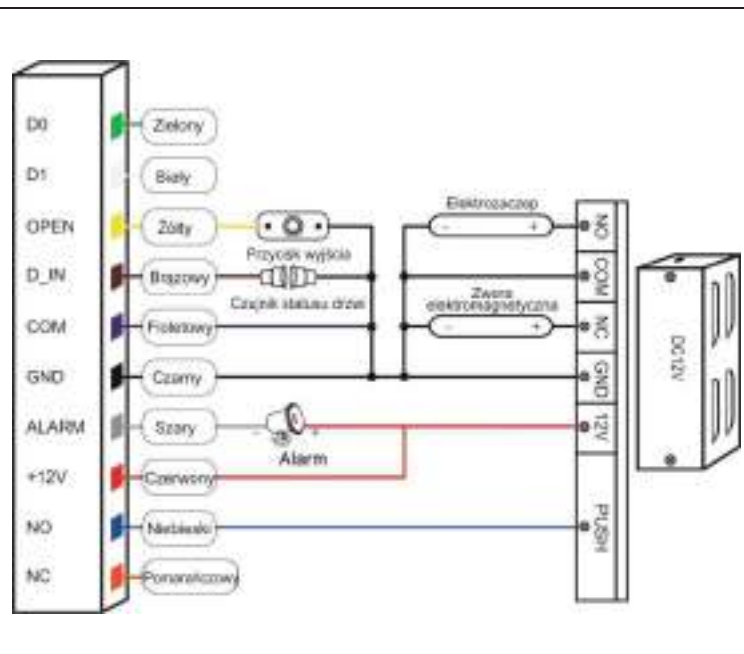 D0
Zielony
D1
Biały
OPEN
Żółty
Przycisk wyjścia
D_IN
Brązowy
Czujnik statusu drzwi
COM
Fioletowy
GND
Czarny
ALARM
Szary
Alarm
+12V
Czerwony
NO
Niebieski
NC
Pomarańczowy
Elektrozaczep
- +
Zwora
elektromagnetyczna
- +
- +
NO
COM
NC
GND
12V
PUSH
DC12V